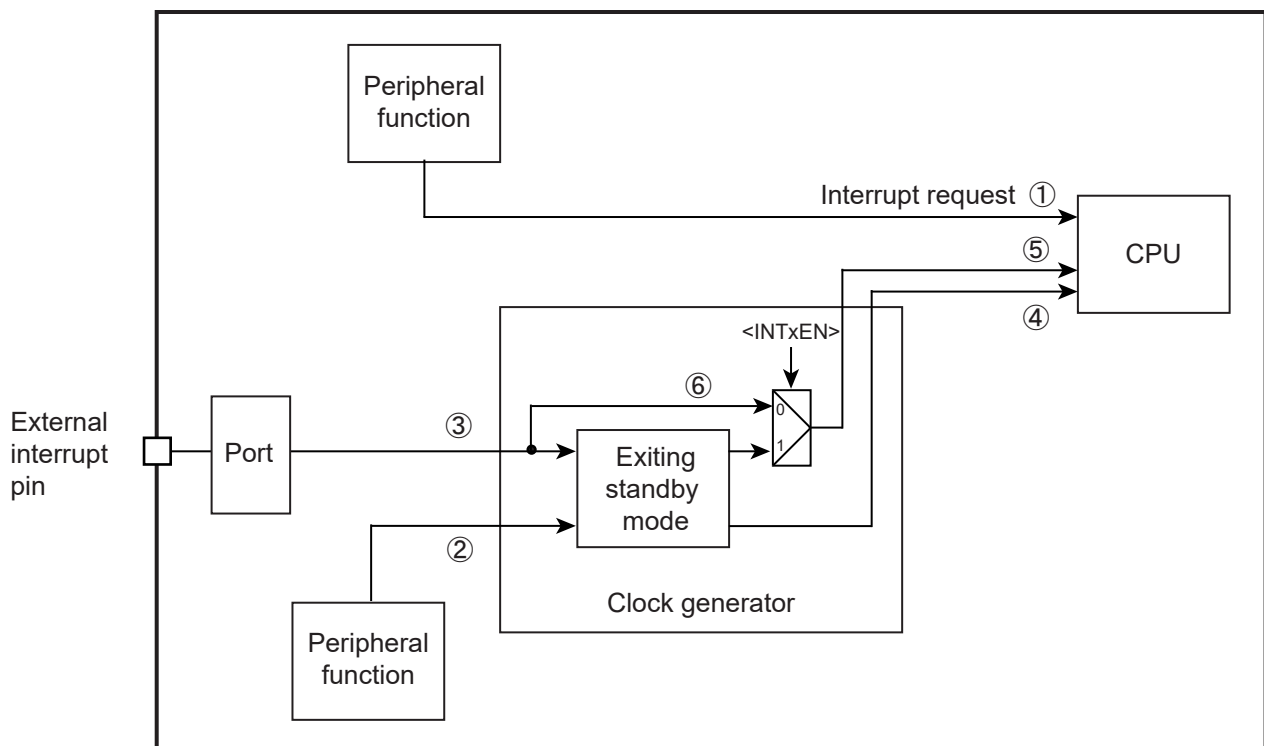 Peripheral
function
Interrupt request ①
CPU
⑤
④
<INTxEN>
⑥
0
1
External
interrupt
pin
Port
③
Exiting
standby
mode
②
Clock generator
Peripheral
function